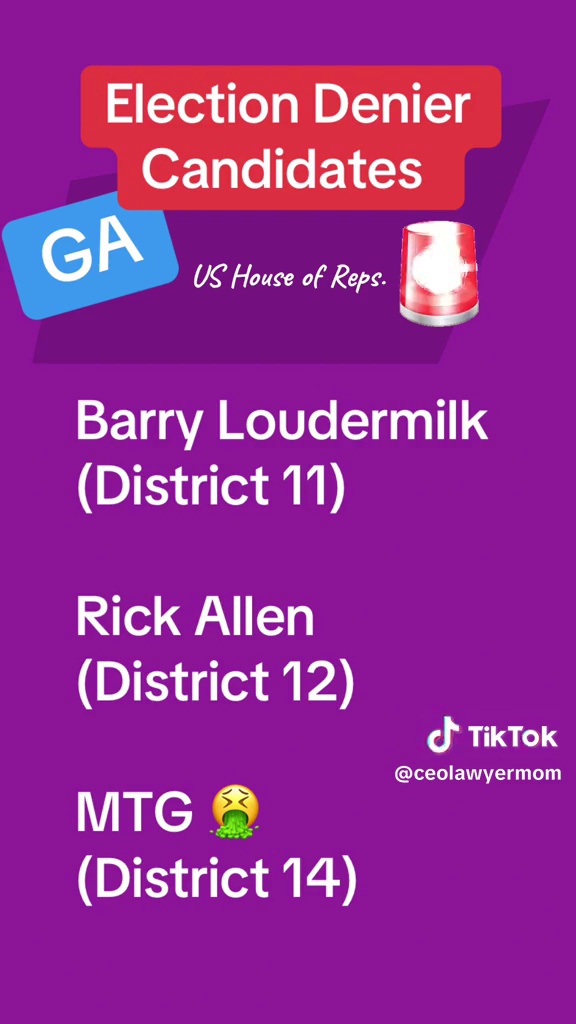 Election Denier
Candidates
GA
US House of Reps.
Barry Loudermilk
(District 11)
Rick Allen
(District 12)
TikTok
@ceolawyermom
MTG 🤮
(District 14)